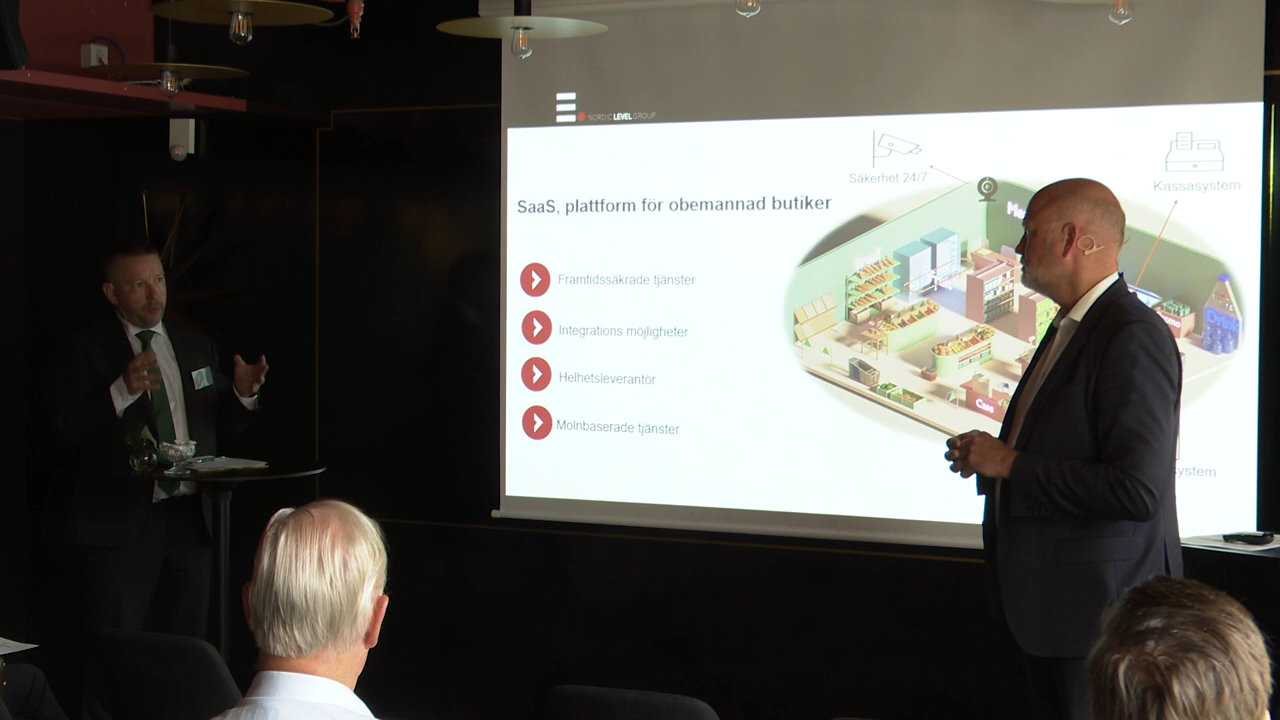 NORDIC LEVEL GROUP
Säkerhet 24/7
Kassasystem
SaaS, plattform för obemannad butiker
Framtidssäkrade tjänster
Integrations möjligheter
Helhetsleverantör
Molnbaserade tjänster
system